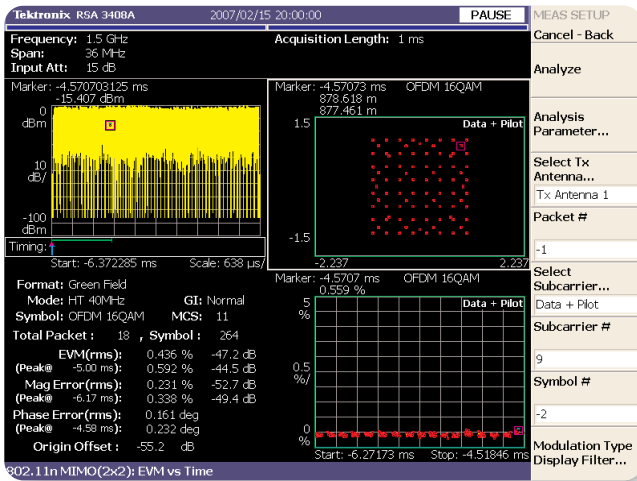 Tektronix RSA 3408A 2007/02/15 20:00:00 PAUSE MEAS SETUP
Cancel - Back
Frequency: 1.5 GHz Acquisition Length: 1 ms
Span: 36 MHz
Input Att: 15 dB
Analyze
Marker: -4.570703125 ms
-15.407 dBm
0
dBm
10
dB/
-100
dBm
Timing:
Start: -6.372285 ms Scale: 638 µs/
Marker: -4.57073 ms OFDM 16QAM
878.618 m
877.461 m
1.5
Data + Pilot
-1.5
-2.237 2.237
Analysis
Parameter...
Select Tx
Antenna...
Tx Antenna 1
Packet #
-1
Select
Subcarrier...
Data + Pilot
Subcarrier #
9
Symbol #
-2
Modulation Type
Display Filter...
Format: Green Field
Mode: HT 40MHz GI: Normal
Symbol: OFDM 16QAM MCS: 11
Total Packet : 18 , Symbol : 264
EVM(rms): 0.436 % -47.2 dB
(Peak@ -5.00 ms): 0.592 % -44.5 dB
Mag Error(rms): 0.231 % -52.7 dB
(Peak@ -6.17 ms): 0.338 % -49.4 dB
Phase Error(rms): 0.161 deg
(Peak@ -4.58 ms): 0.232 deg
Origin Offset : -55.2 dB
Marker: -4.5707 ms OFDM 16QAM
0.559 %
5
%
Data + Pilot
0.5
%/
0
%
Start: -6.27173 ms Stop: -4.51846 ms
802.11n MIMO(2x2): EVM vs Time